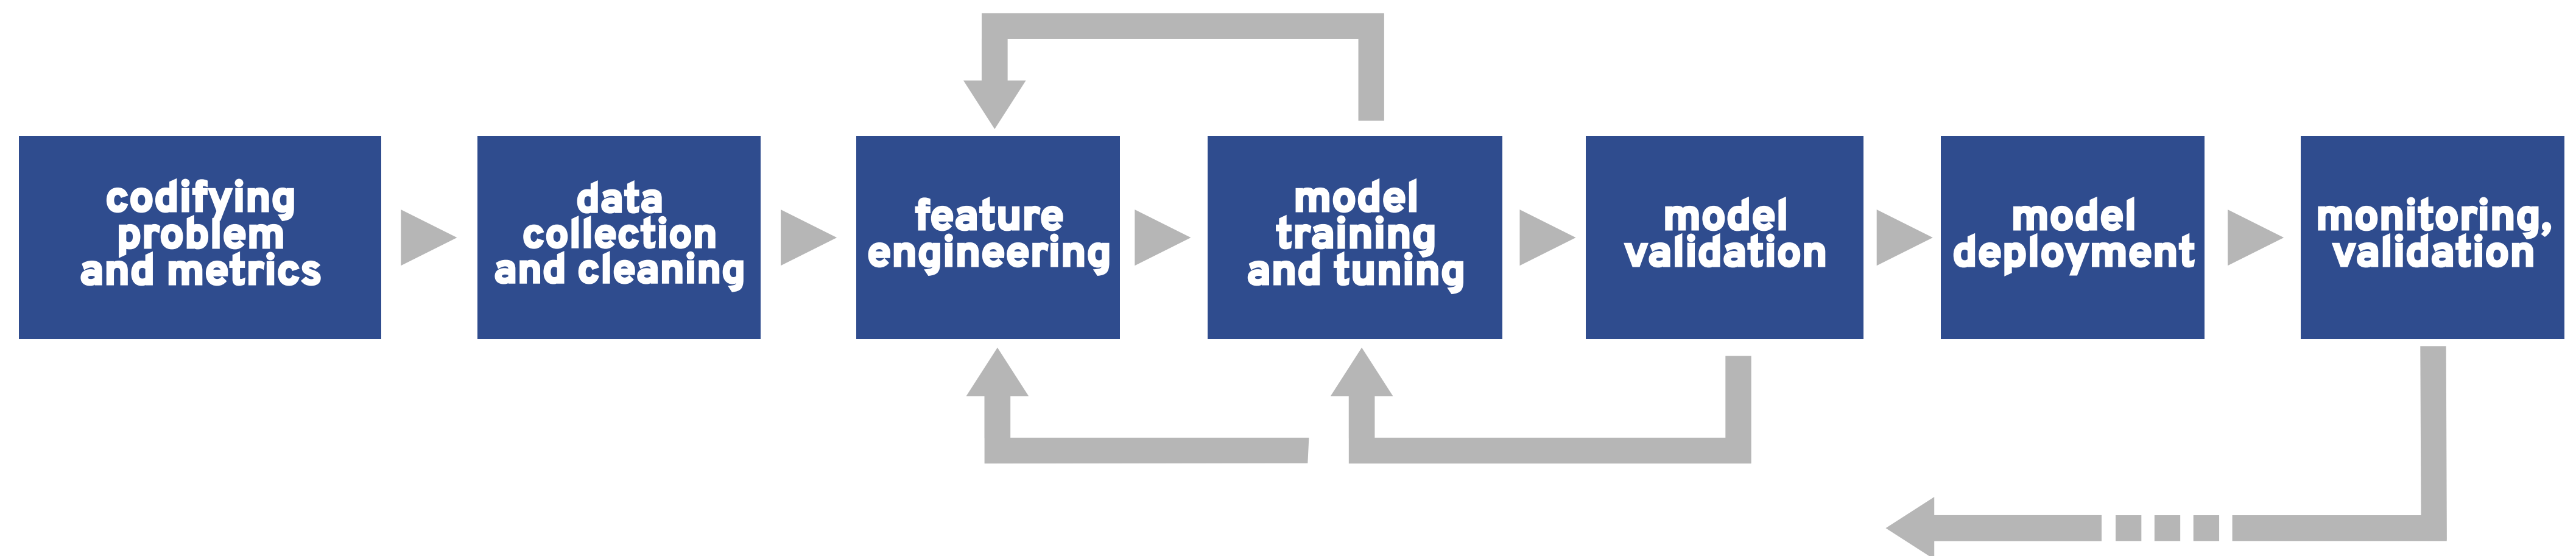 codifying
problem
and metrics
data
collection
and cleaning
feature
engineering
model
training
and tuning
model
validation
model
deployment
monitoring,
validation